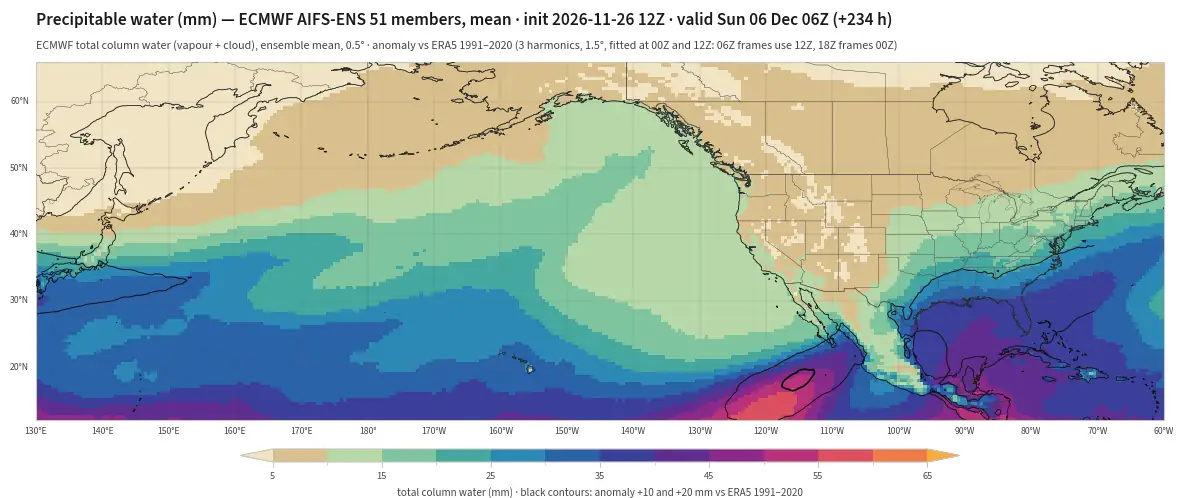 Precipitable water (mm) — ECMWF AIFS-ENS 51 members, mean · init 2026-11-26 12Z · valid Sun 06 Dec 06Z (+234 h)
ECMWF total column water (vapour + cloud), ensemble mean, 0.5° · anomaly vs ERA5 1991–2020 (3 harmonics, 1.5°, fitted at 00Z and 12Z: 06Z frames use 12Z, 18Z frames 00Z)
60°N
50°N
40°N
30°N
20°N
130°E 140°E 150°E 160°E 170°E 180° 170°W 160°W 150°W 140°W 130°W 120°W 110°W 100°W 90°W 80°W 70°W 60°W
5 15 25 35 45 55 65
total column water (mm) · black contours: anomaly +10 and +20 mm vs ERA5 1991–2020